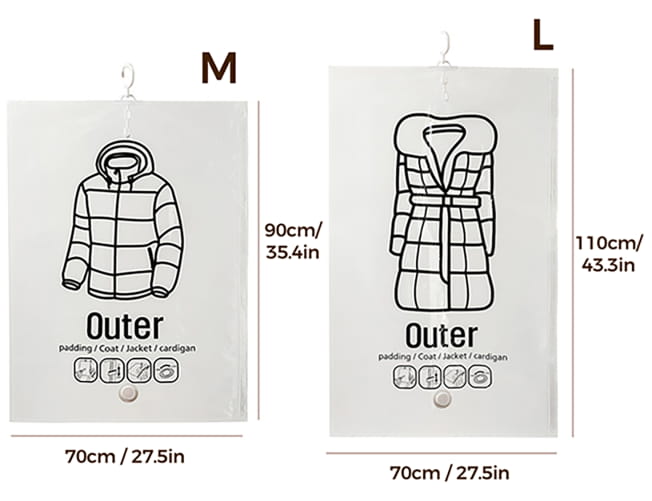 M
90cm/
35.4in
Outer
padding / Coat / Jacket / cardigan
70cm / 27.5in
L
110cm/
43.3in
Outer
padding / Coat / Jacket / cardigan
70cm / 27.5in